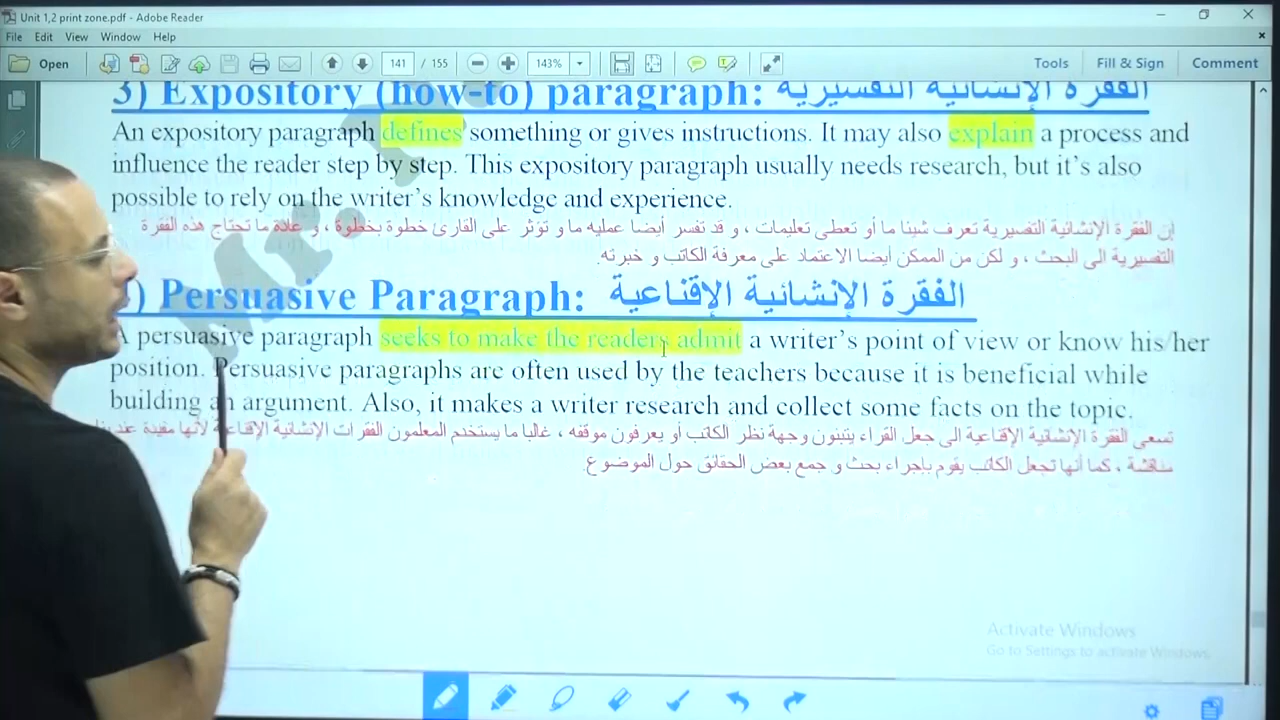 Unit 1,2 print zone.pdf - Adobe Reader
File Edit View Window Help
Open 141 / 155 143% Tools Fill & Sign Comment
3) Expository (how-to) paragraph: الفقرة الإنشائية التفسيرية
An expository paragraph defines something or gives instructions. It may also explain a process and
influence the reader step by step. This expository paragraph usually needs research, but it's also
possible to rely on the writer's knowledge and experience.
إن الفقرة الإنشائية التفسيرية تعرف شيئا ما أو تعطى تعليمات ، و قد تفسر أيضا عمليه ما و تؤثر على القارئ خطوة بخطوة ، و عادة ما تحتاج هذه الفقرة
التفسيرية الى البحث ، و لكن من الممكن أيضا الاعتماد على معرفة الكاتب و خبرته.
) Persuasive Paragraph: الفقرة الإنشائية الإقناعية
A persuasive paragraph seeks to make the readers admit a writer's point of view or know his/her
position. Persuasive paragraphs are often used by the teachers because it is beneficial while
building an argument. Also, it makes a writer research and collect some facts on the topic.
تسعى الفقرة الإنشائية الإقناعية الى جعل القراء يتبنون وجهة نظر الكاتب أو يعرفون موقفه ، غالبا ما يستخدم المعلمون الفقرات الإنشائية الإقناعية لأنها مفيدة عند
مناقشة ، كما أنها تجعل الكاتب يقوم بإجراء بحث و جمع بعض الحقائق حول الموضوع.
Activate Windows
Go to Settings to activate Windows.